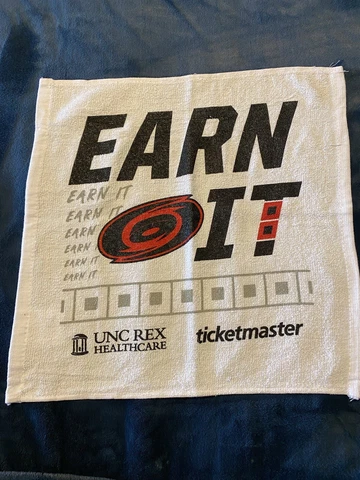 EARN
EARN IT
EARN IT
EARN
EARN I
EARN IT
EARN IT
IT
UNC REX
HEALTHCARE
ticketmaster